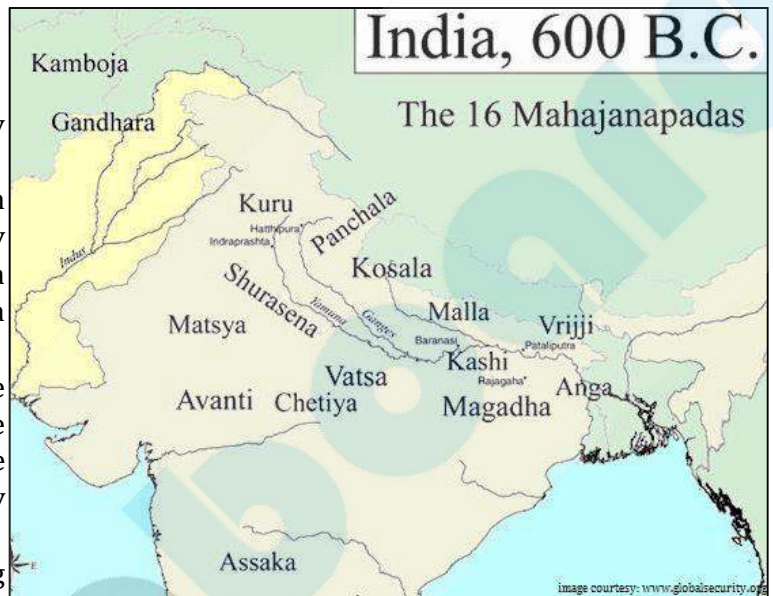 India, 600 B.C.
The 16 Mahajanapadas
Kamboja
Gandhara
Kuru
Hatthipura
Indraprashta
Panchala
Indus
Kosala
Shurasena
Yamuna
Ganges
Malla
Vrijji
Matsya
Baranasi
Pataliputra
Kashi
Vatsa
Rajagaha
Anga
Avanti
Chetiya
Magadha
Assaka
E
image courtesy: www.globalsecurity.org